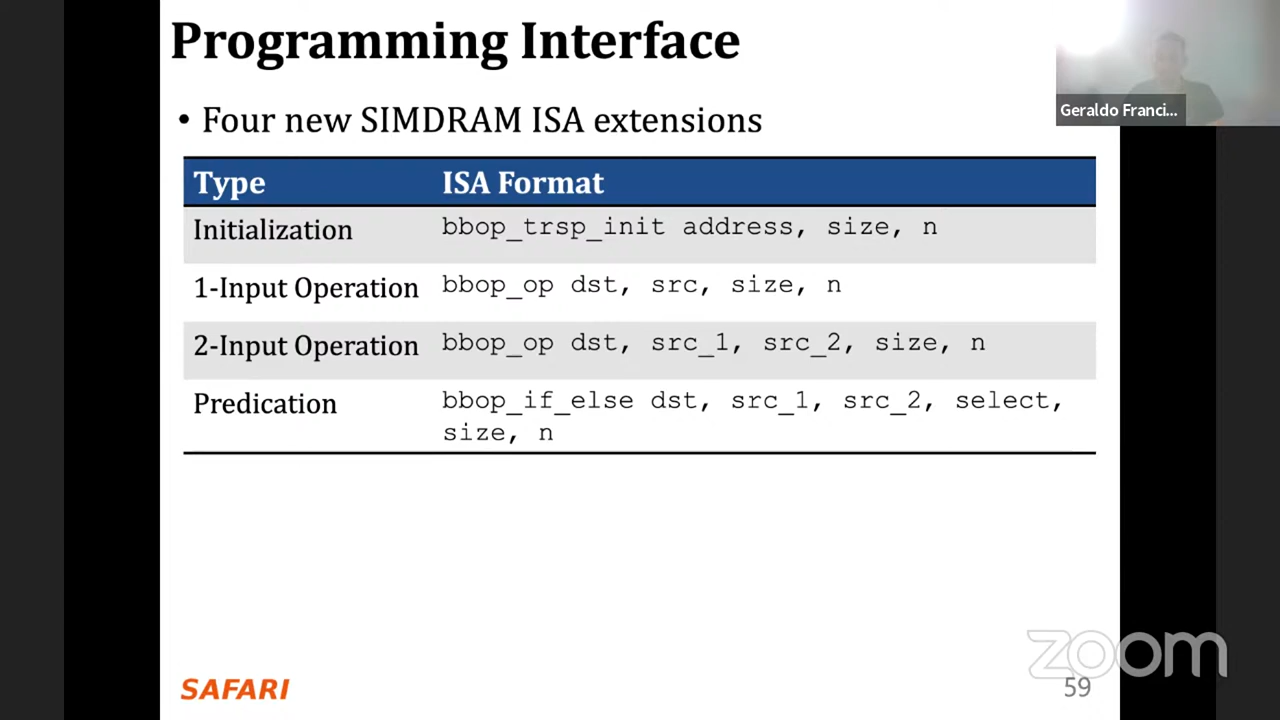 Programming Interface
Geraldo Franci...
• Four new SIMDRAM ISA extensions
Type ISA Format
Initialization bbop_trsp_init address, size, n
1-Input Operation bbop_op dst, src, size, n
2-Input Operation bbop_op dst, src_1, src_2, size, n
Predication bbop_if_else dst, src_1, src_2, select,
size, n
zoom
SAFARI
59